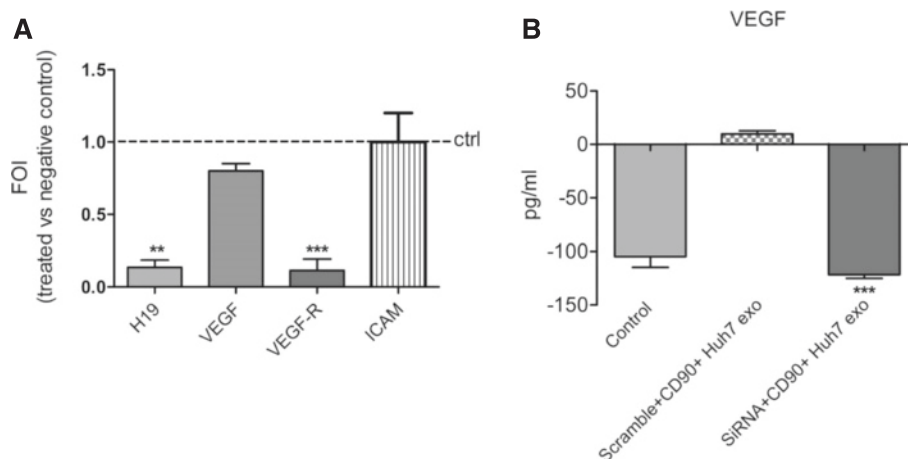 A
FOI
(treated vs negative control)
1.5
1.0
0.5
0.0
ctrl
**
***
H19
VEGF
VEGF-R
ICAM
B
VEGF
pg/ml
50
0
-50
-100
-150
***
Control
Scramble+CD90+ Huh7 exo
SiRNA+CD90+ Huh7 exo